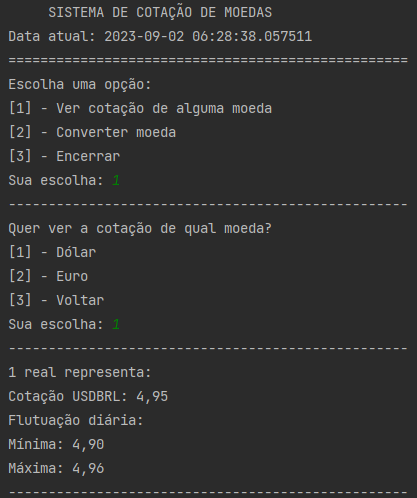 SISTEMA DE COTAÇÃO DE MOEDAS
Data atual: 2023-09-02 06:28:38.057511
==================================================
Escolha uma opção:
[1] - Ver cotação de alguma moeda
[2] - Converter moeda
[3] - Encerrar
Sua escolha: 1
--------------------------------------------------
Quer ver a cotação de qual moeda?
[1] - Dólar
[2] - Euro
[3] - Voltar
Sua escolha: 1
--------------------------------------------------
1 real representa:
Cotação USDBRL: 4,95
Flutuação diária:
Mínima: 4,90
Máxima: 4,96
--------------------------------------------------